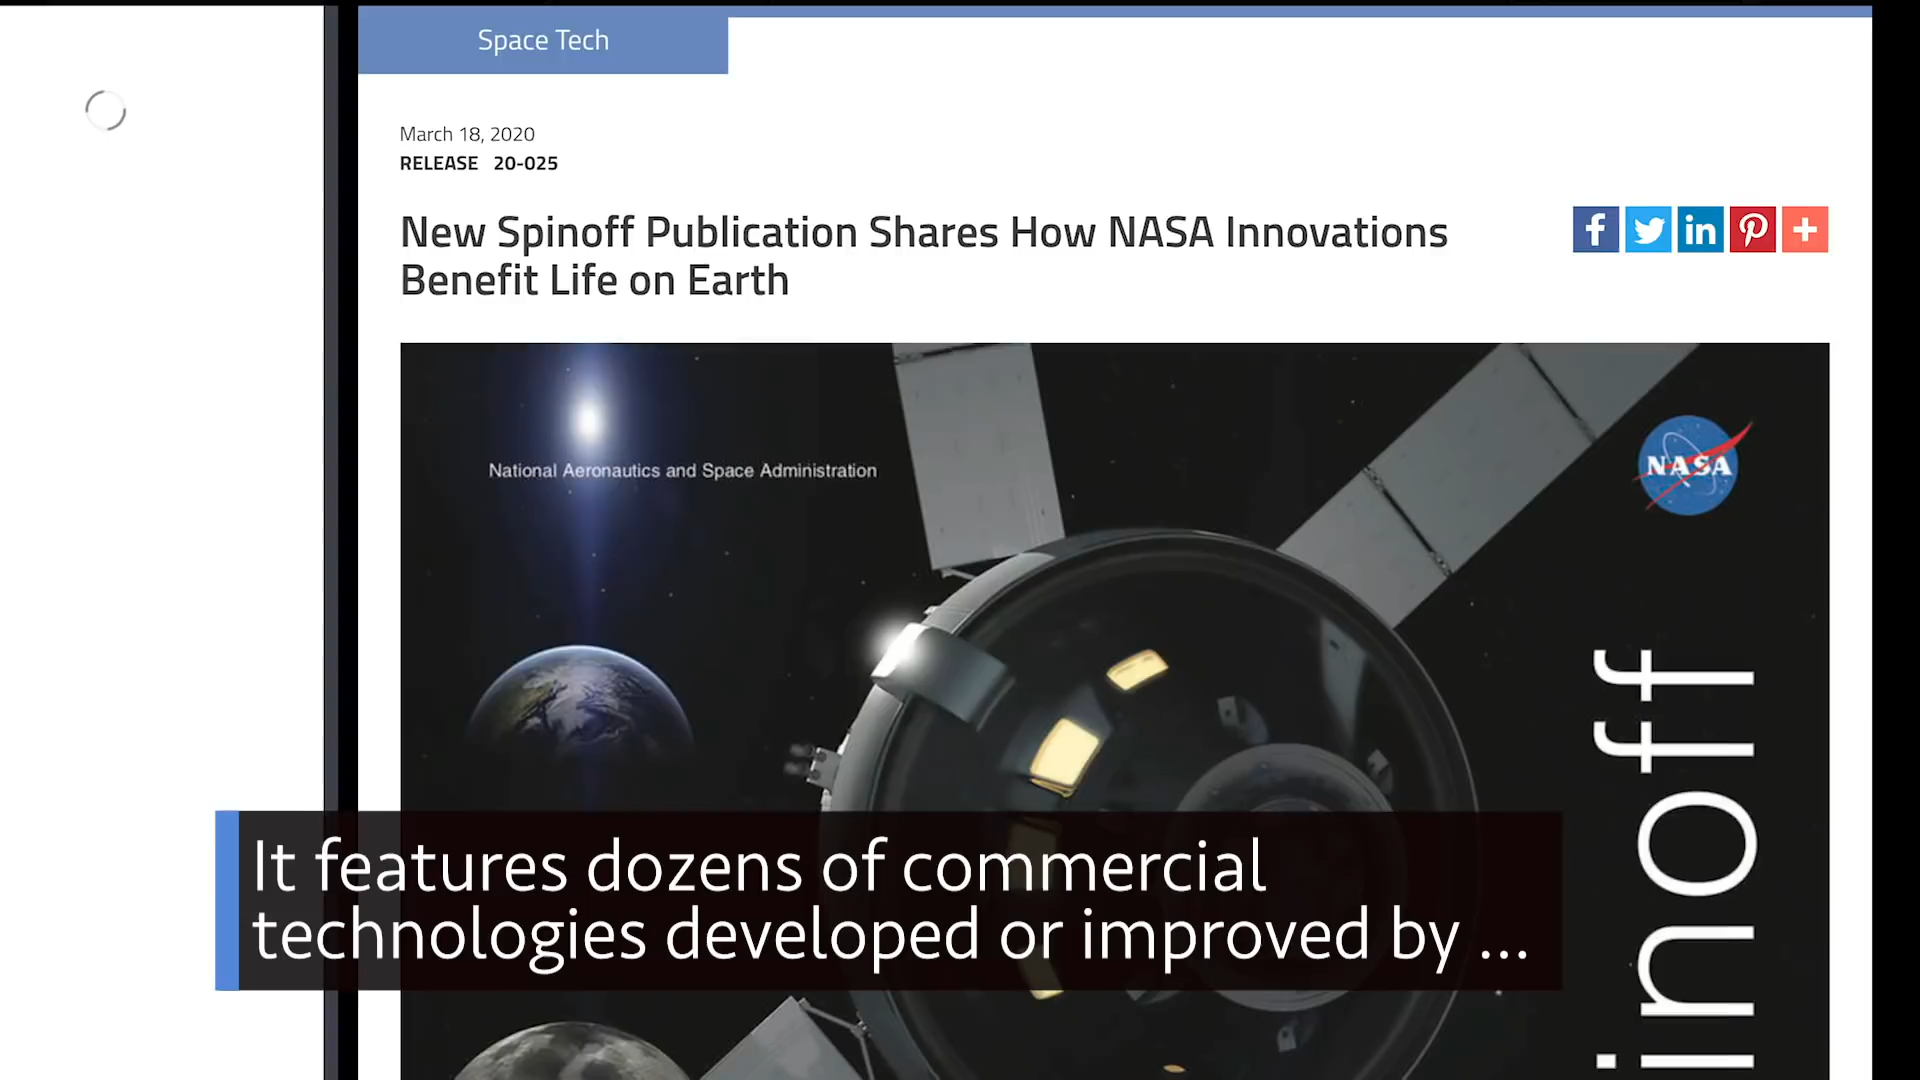 Space Tech
March 18, 2020
RELEASE 20-025
New Spinoff Publication Shares How NASA Innovations
Benefit Life on Earth
National Aeronautics and Space Administration
NASA
inoff
It features dozens of commercial
technologies developed or improved by ...